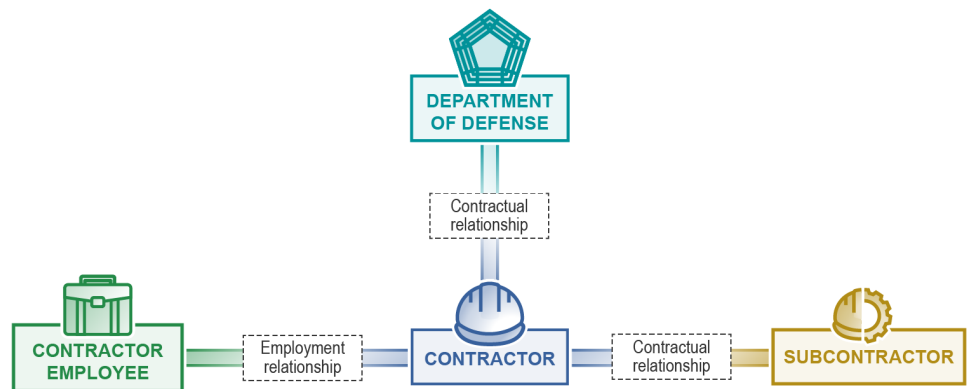 DEPARTMENT
OF DEFENSE
Contractual
relationship
CONTRACTOR
EMPLOYEE
Employment
relationship
CONTRACTOR
Contractual
relationship
SUBCONTRACTOR